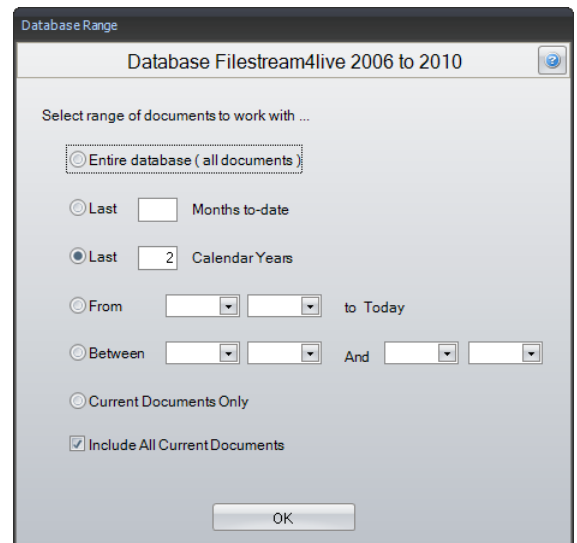 Database Range
Database Filestream4live 2006 to 2010
Select range of documents to work with ...
Entire database ( all documents )
Last Months to-date
Last 2 Calendar Years
From to Today
Between And
Current Documents Only
Include All Current Documents
OK